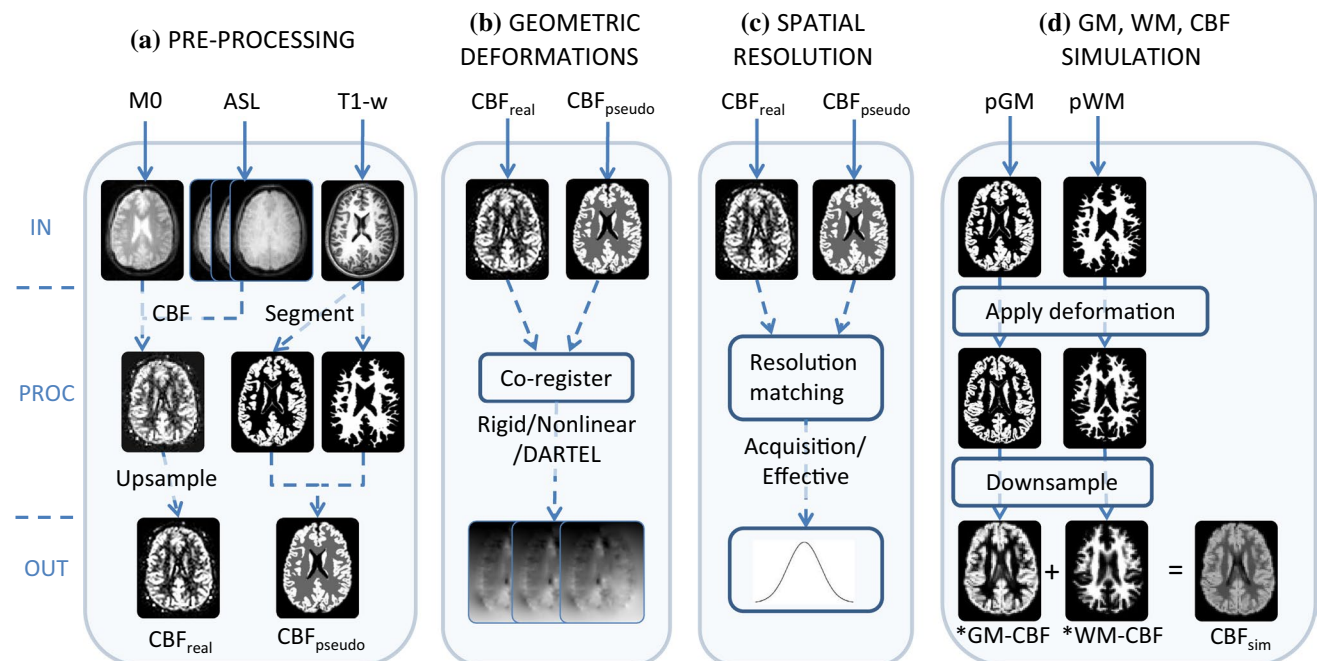 (a) PRE-PROCESSING
(b) GEOMETRIC
DEFORMATIONS
(c) SPATIAL
RESOLUTION
(d) GM, WM, CBF
SIMULATION
M0
ASL
T1-w
CBFreal
CBFpseudo
CBFreal
CBFpseudo
pGM
pWM
IN
PROC
OUT
CBF
Segment
Upsample
CBFreal
CBFpseudo
Co-register
Rigid/Nonlinear
/DARTEL
Resolution
matching
Acquisition/
Effective
Apply deformation
Downsample
+
=
*GM-CBF
*WM-CBF
CBFsim